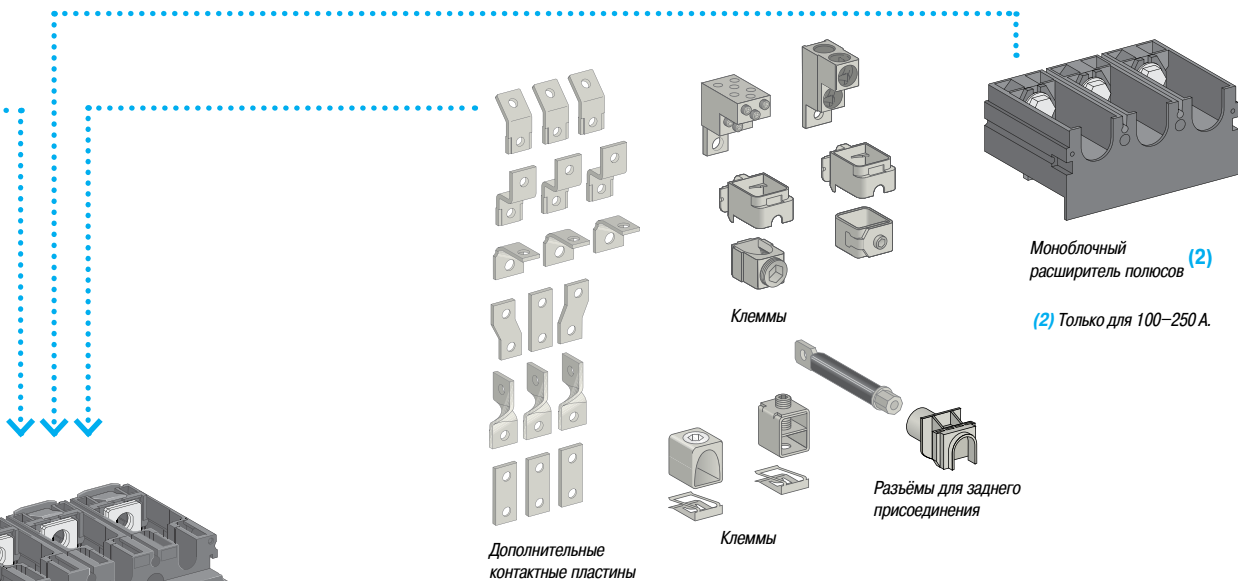 Моноблочный
расширитель полюсов (2)
(2) Только для 100–250 А.
Клеммы
Разъёмы для заднего
присоединения
Клеммы
Дополнительные
контактные пластины